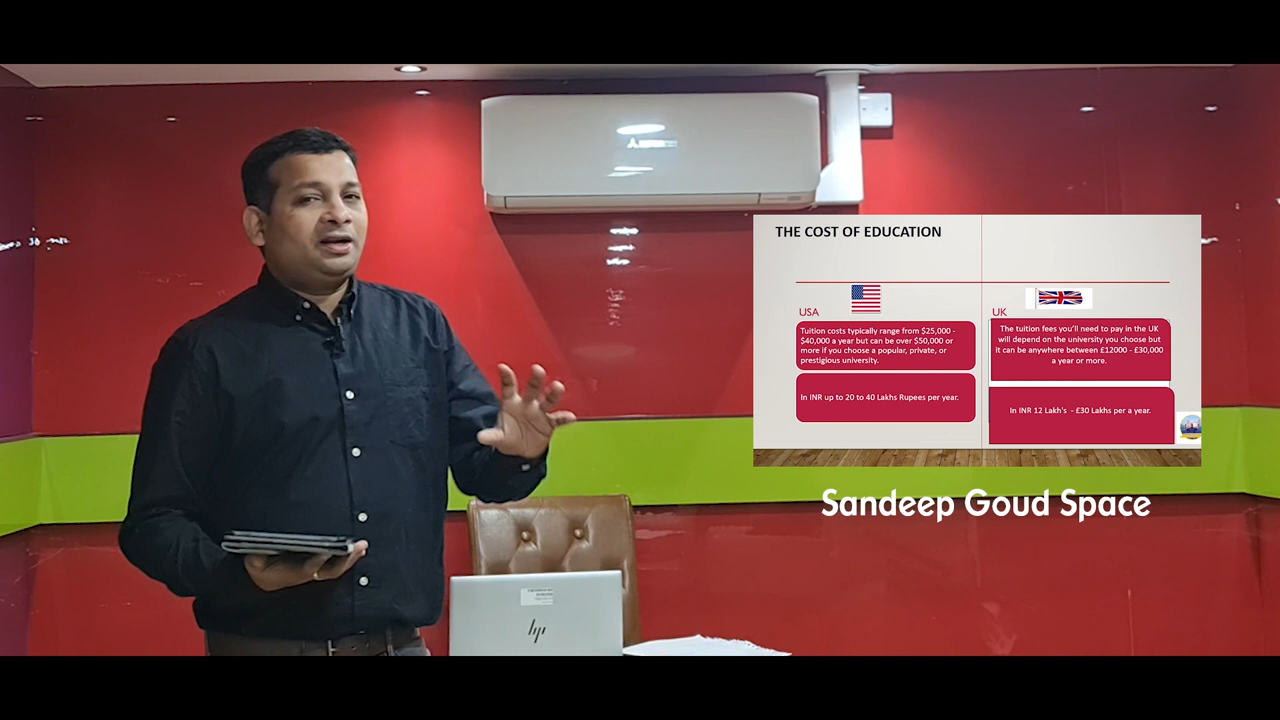 THE COST OF EDUCATION
USA
Tuition costs typically range from $25,000 -
$40,000 a year but can be over $50,000 or
more if you choose a popular, private, or
prestigious university.
In INR up to 20 to 40 Lakhs Rupees per year.
UK
The tuition fees you'll need to pay in the UK
will depend on the university you choose but
it can be anywhere between £12000 - £30,000
a year or more.
In INR 12 Lakh's - £30 Lakhs per a year.
Sandeep Goud Space
hp